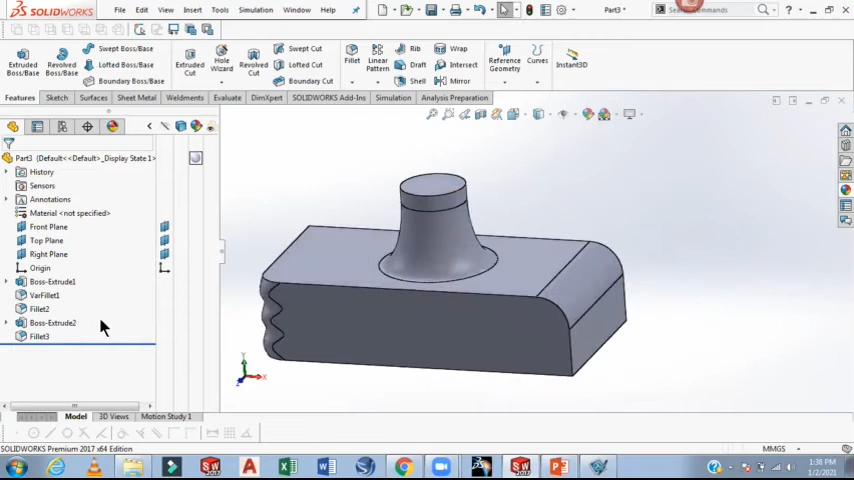 SOLIDWORKS File Edit View Insert Tools Simulation Window Help Part3 * Search Commands
Extruded Boss/Base
Revolved Boss/Base
Swept Boss/Base
Lofted Boss/Base
Boundary Boss/Base
Extruded Cut
Hole Wizard
Revolved Cut
Swept Cut
Lofted Cut
Boundary Cut
Fillet
Linear Pattern
Rib
Draft
Shell
Wrap
Intersect
Mirror
Reference Geometry
Curves
Instant3D
Features Sketch Surfaces Sheet Metal Weldments Evaluate DimXpert SOLIDWORKS Add-Ins Simulation Analysis Preparation
Part3 (Default<<Default>_Display State 1>
History
Sensors
Annotations
Material <not specified>
Front Plane
Top Plane
Right Plane
Origin
Boss-Extrude1
VarFillet1
Fillet2
Boss-Extrude2
Fillet3
Y
X
Z
Model 3D Views Motion Study 1
SOLIDWORKS Premium 2017 x64 Edition MMGS
1:38 PM
1/2/2021